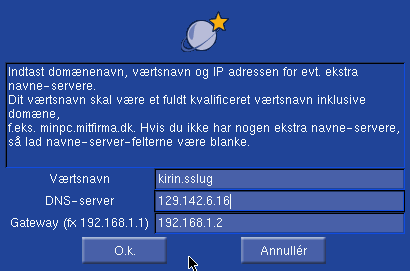 Indtast domænenavn, værtsnavn og IP adressen for evt. ekstra
navne-servere.
Dit værtsnavn skal være et fuldt kvalificeret værtsnavn inklusive
domæne,
f.eks. minpc.mitfirma.dk. Hvis du ikke har nogen ekstra navne-servere,
så lad navne-server-felterne være blanke.
Værtsnavn kirin.sslug
DNS-server 129.142.6.16
Gateway (fx 192.168.1.1) 192.168.1.2
O.k. Annullér